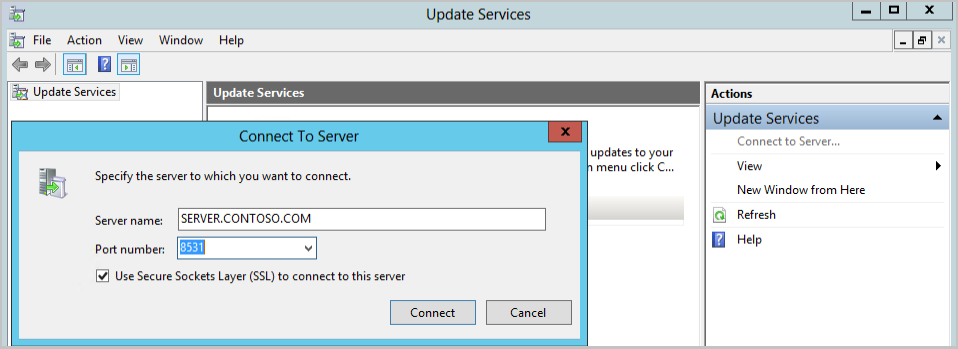 Update Services
File Action View Window Help
Update Services
Update Services
updates to your
n menu click C...
Connect To Server
x
Specify the server to which you want to connect.
Server name: SERVER.CONTOSO.COM
Port number: 8531
Use Secure Sockets Layer (SSL) to connect to this server
Connect Cancel
Actions
Update Services
Connect to Server...
View
New Window from Here
Refresh
Help